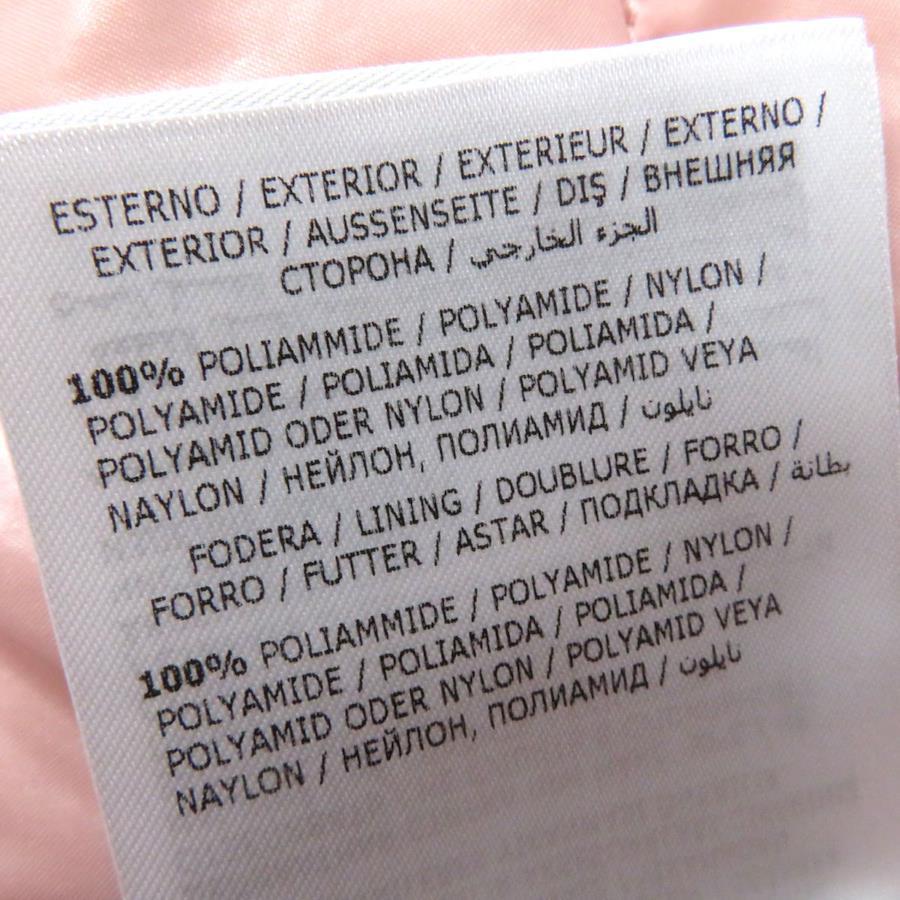 ESTERNO / EXTERIOR / EXTERIEUR / EXTERNO /
EXTERIOR / AUSSENSEITE / DIŞ / ВНЕШНЯЯ
СТОРОНА / الجزء الخارجي
100% POLIAMMIDE / POLYAMIDE / NYLON /
POLYAMIDE / POLIAMIDA / POLIAMIDA /
POLYAMID ODER NYLON / POLYAMID VEYA
NAYLON / НЕЙЛОН, ПОЛИАМИД / نايلون
FODERA / LINING / DOUBLURE / FORRO /
FORRO / FUTTER / ASTAR / ПОДКЛАДКА / بطانة
100% POLIAMMIDE / POLYAMIDE / NYLON /
POLYAMIDE / POLIAMIDA / POLIAMIDA /
POLYAMID ODER NYLON / POLYAMID VEYA
NAYLON / НЕЙЛОН, ПОЛИАМИД / نايلون